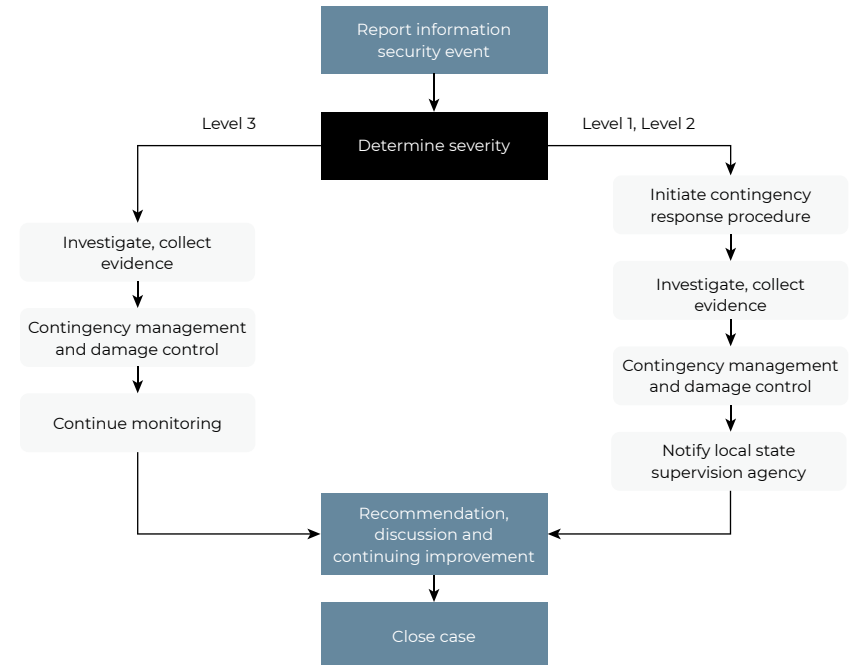 Report information
security event
Level 3
Determine severity
Level 1, Level 2
Initiate contingency
response procedure
Investigate, collect
evidence
Contingency management
and damage control
Continue monitoring
Investigate, collect
evidence
Contingency management
and damage control
Notify local state
supervision agency
Recommendation,
discussion and
continuing improvement
Close case